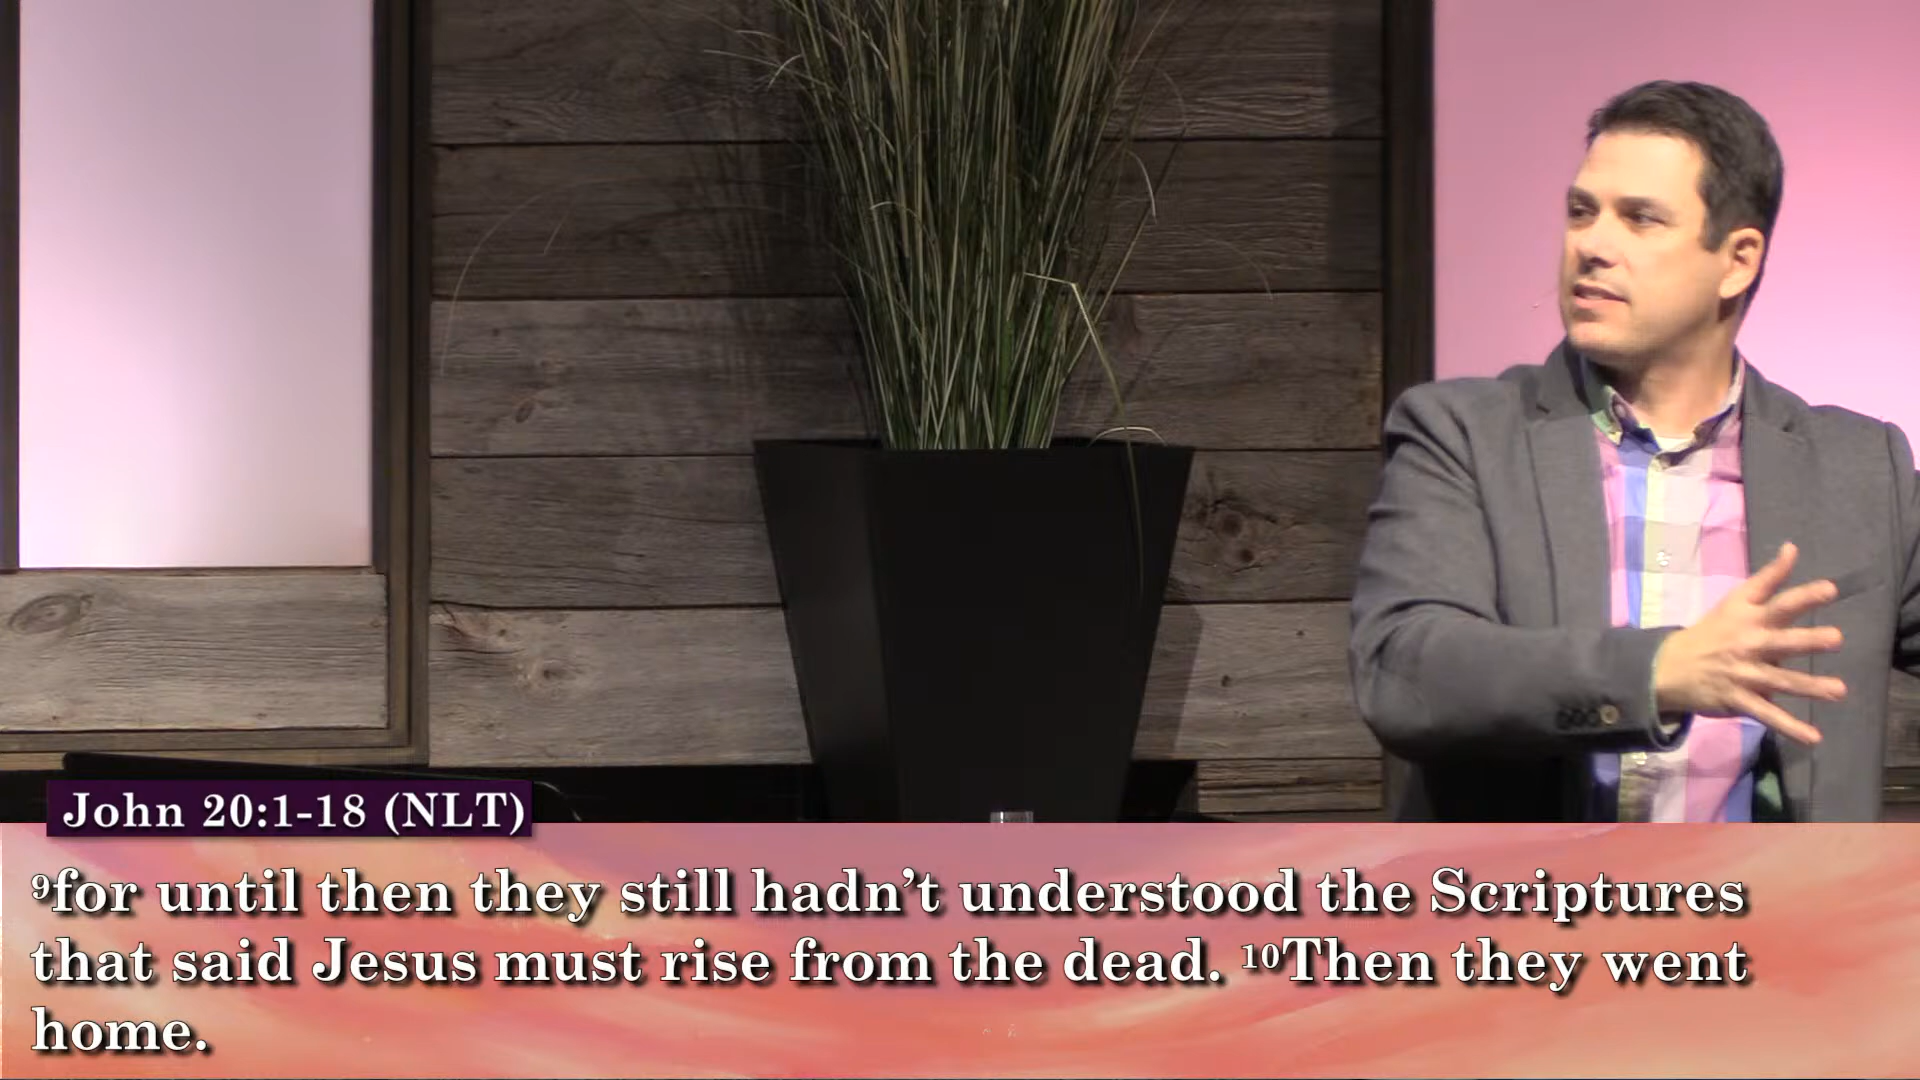 John 20:1-18 (NLT)
⁹for until then they still hadn’t understood the Scriptures
that said Jesus must rise from the dead. ¹⁰Then they went
home.